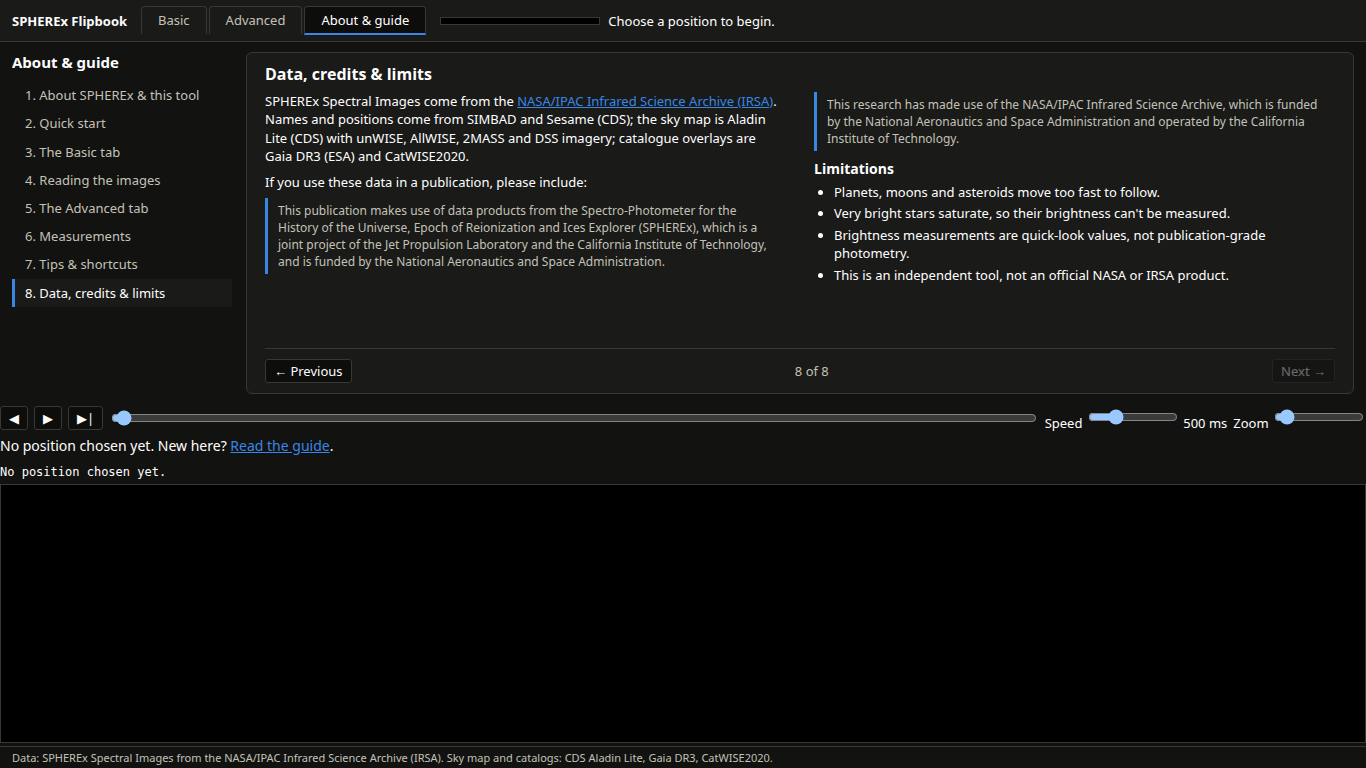 SPHEREx Flipbook
Basic
Advanced
About & guide
Choose a position to begin.
About & guide
1. About SPHEREx & this tool
2. Quick start
3. The Basic tab
4. Reading the images
5. The Advanced tab
6. Measurements
7. Tips & shortcuts
8. Data, credits & limits
Data, credits & limits
SPHEREx Spectral Images come from the NASA/IPAC Infrared Science Archive (IRSA).
Names and positions come from SIMBAD and Sesame (CDS); the sky map is Aladin
Lite (CDS) with unWISE, AllWISE, 2MASS and DSS imagery; catalogue overlays are
Gaia DR3 (ESA) and CatWISE2020.
If you use these data in a publication, please include:
This publication makes use of data products from the Spectro-Photometer for the
History of the Universe, Epoch of Reionization and Ices Explorer (SPHEREx), which is a
joint project of the Jet Propulsion Laboratory and the California Institute of Technology,
and is funded by the National Aeronautics and Space Administration.
This research has made use of the NASA/IPAC Infrared Science Archive, which is funded
by the National Aeronautics and Space Administration and operated by the California
Institute of Technology.
Limitations
• Planets, moons and asteroids move too fast to follow.
• Very bright stars saturate, so their brightness can't be measured.
• Brightness measurements are quick-look values, not publication-grade
photometry.
• This is an independent tool, not an official NASA or IRSA product.
← Previous
8 of 8
Next →
Speed
500 ms
Zoom
No position chosen yet. New here? Read the guide.
No position chosen yet.
Data: SPHEREx Spectral Images from the NASA/IPAC Infrared Science Archive (IRSA). Sky map and catalogs: CDS Aladin Lite, Gaia DR3, CatWISE2020.